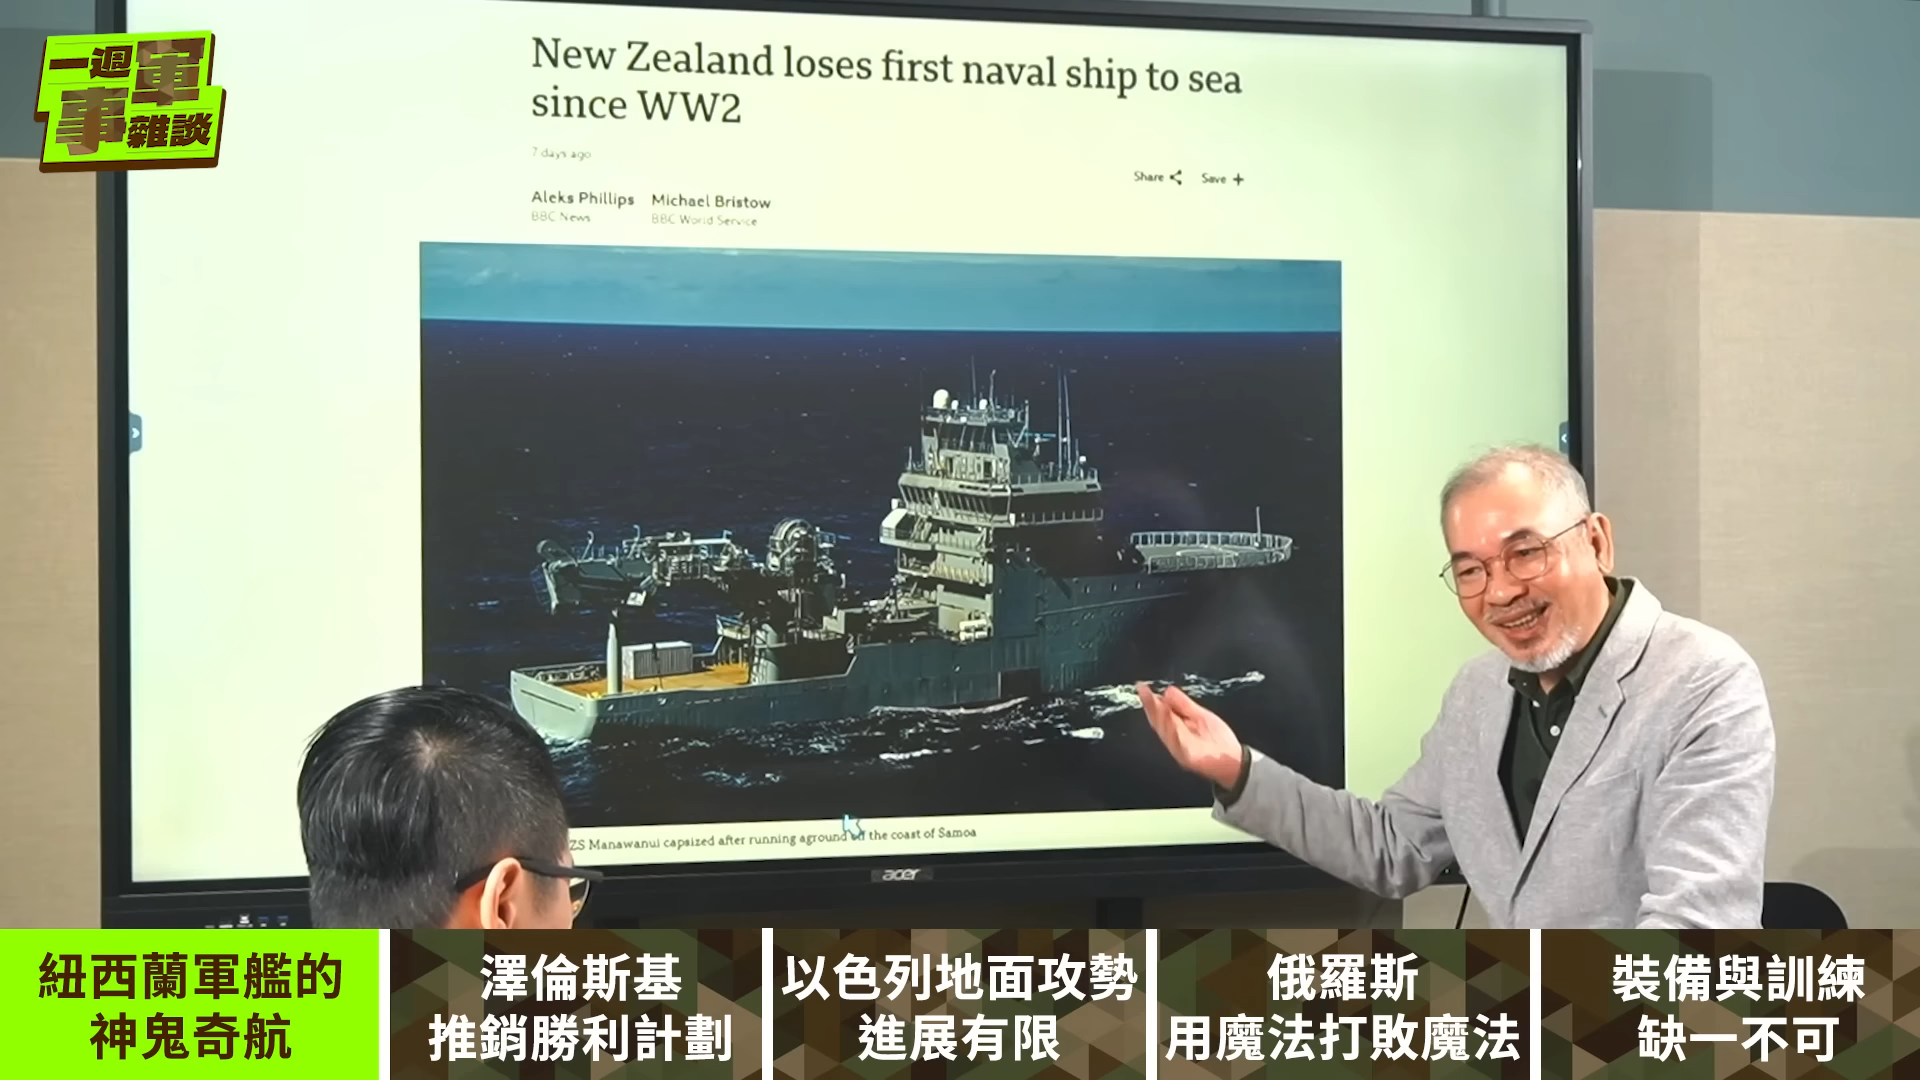 一週軍
事雜談
New Zealand loses first naval ship to sea
since WW2
7 days ago
Share
Save
Aleks Phillips
BBC News
Michael Bristow
BBC World Service
ZS Manawanui capsized after running aground the coast of Samoa
acer
紐西蘭軍艦的
神鬼奇航
澤倫斯基
推銷勝利計劃
以色列地面攻勢
進展有限
俄羅斯
用魔法打敗魔法
裝備與訓練
缺一不可